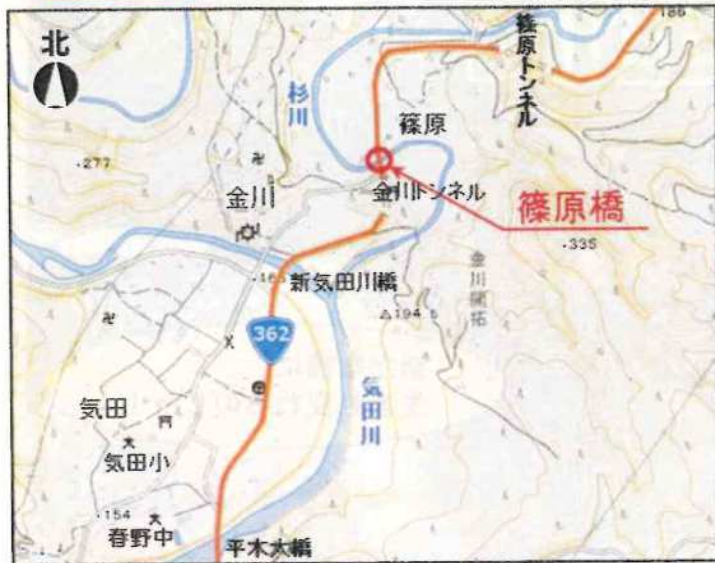 北
186
篠原トンネル
杉川
篠原
・277
金川
金川トンネル
篠原橋
・335
金川開拓
新気田川橋
△194.5
362
気田
気田川
気田小
・154
春野中
平木大橋